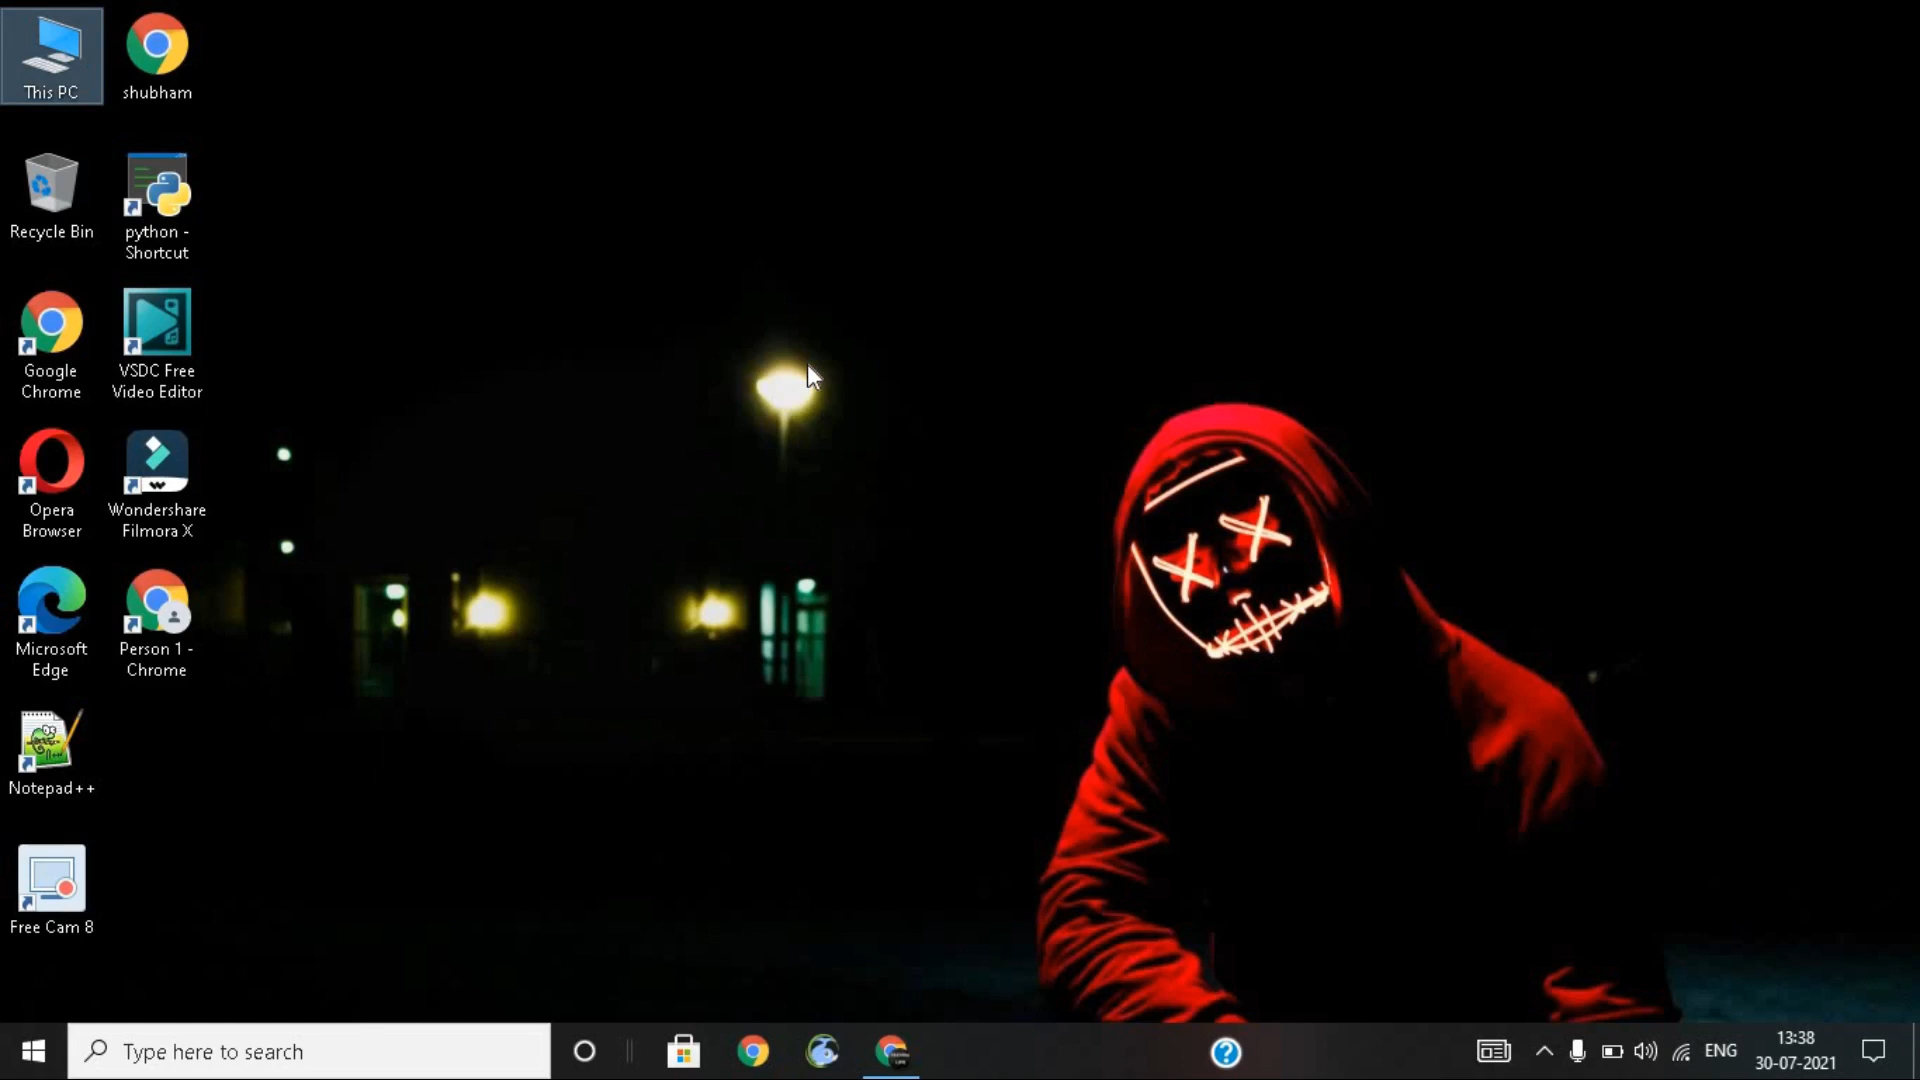 This PC
shubham
Recycle Bin
python -
Shortcut
Google
Chrome
VSDC Free
Video Editor
Opera
Browser
Wondershare
Filmora X
Microsoft
Edge
Person 1 -
Chrome
Notepad++
Free Cam 8
Type here to search
ENG
13:38
30-07-2021